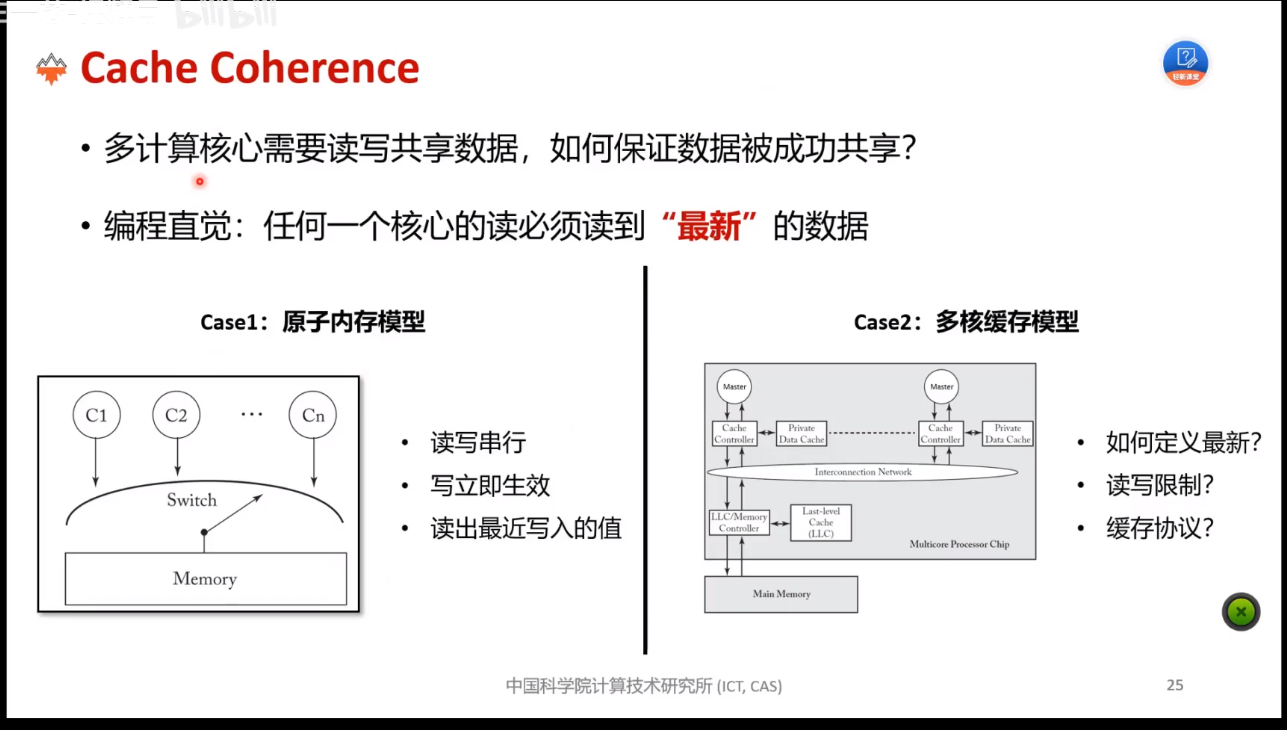 Cache Coherence
• 多计算核心需要读写共享数据，如何保证数据被成功共享？
• 编程直觉：任何一个核心的读必须读到“最新”的数据
Case1：原子内存模型
C1 C2 ... Cn
Switch
Memory
• 读写串行
• 写立即生效
• 读出最近写入的值
Case2：多核缓存模型
Master
Master
Cache Controller
Private Data Cache
Cache Controller
Private Data Cache
Interconnection Network
LLC/Memory Controller
Last-level Cache (LLC)
Multicore Processor Chip
Main Memory
• 如何定义最新？
• 读写限制？
• 缓存协议？
中国科学院计算技术研究所 (ICT, CAS)
25